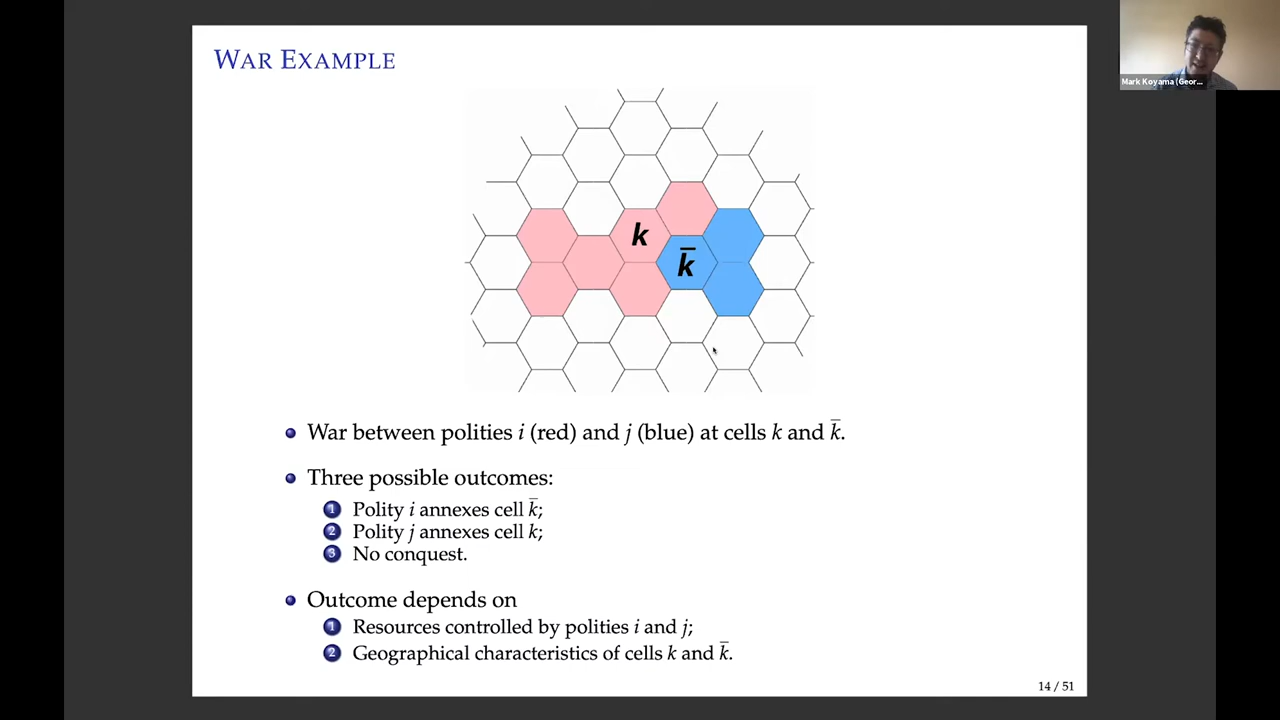 WAR EXAMPLE
Mark Koyama (Geor...
k
k̄
War between polities i (red) and j (blue) at cells k and k̄.
Three possible outcomes:
1 Polity i annexes cell k̄;
2 Polity j annexes cell k;
3 No conquest.
Outcome depends on
1 Resources controlled by polities i and j;
2 Geographical characteristics of cells k and k̄.
14 / 51